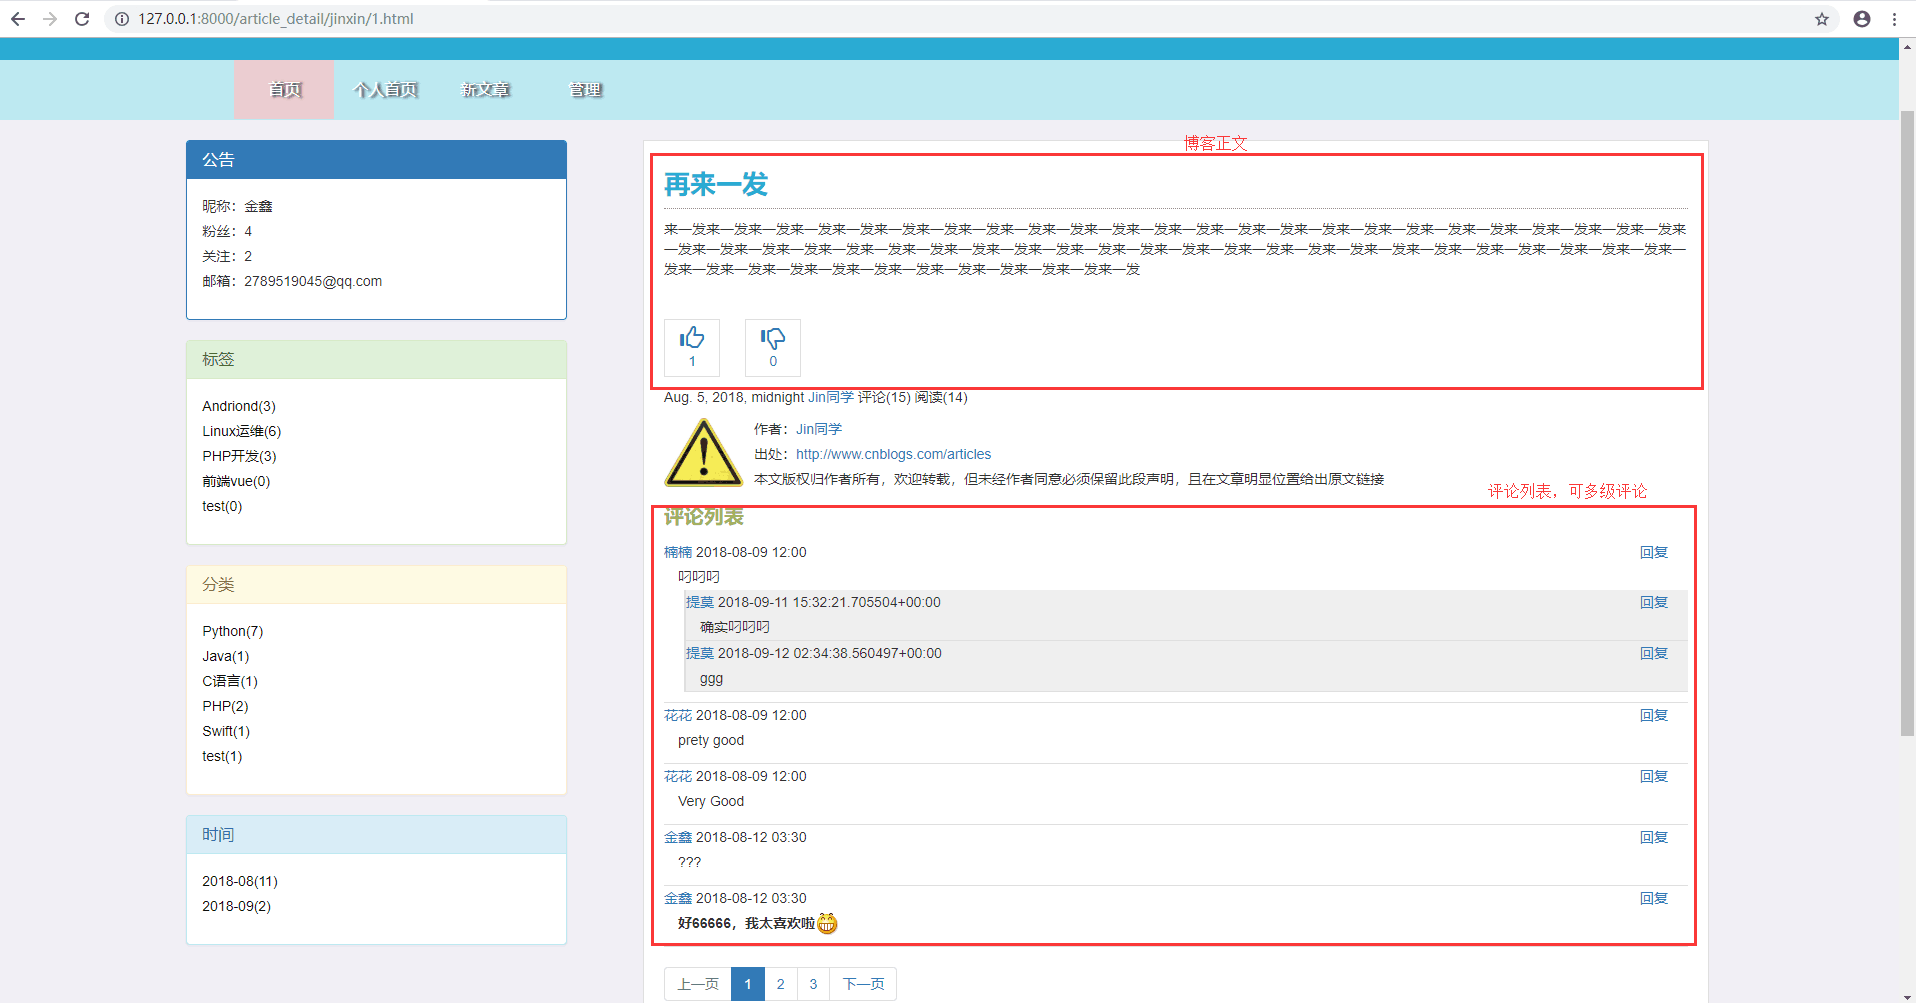 127.0.0.1:8000/article_detail/jinxin/1.html
首页 个人首页 新文章 管理
公告
昵称：金鑫
粉丝：4
关注：2
邮箱：2789519045@qq.com
标签
Andriond(3)
Linux运维(6)
PHP开发(3)
前端vue(0)
test(0)
分类
Python(7)
Java(1)
C语言(1)
PHP(2)
Swift(1)
test(1)
时间
2018-08(11)
2018-09(2)
博客正文
再来一发
来一发来一发来一发来一发来一发来一发来一发来一发来一发来一发来一发来一发来一发来一发来一发来一发来一发来一发来一发来一发来一发来一发来一发来一发来
一发来一发来一发来一发来一发来一发来一发来一发来一发来一发来一发来一发来一发来一发来一发来一发来一发来一发来一发来一发来一发来一发来一发来一发来一
发来一发来一发来一发来一发来一发来一发来一发来一发来一发来一发来一发
1 0
Aug. 5, 2018, midnight Jin同学 评论(15) 阅读(14)
作者：Jin同学
出处：http://www.cnblogs.com/articles
本文版权归作者所有，欢迎转载，但未经作者同意必须保留此段声明，且在文章明显位置给出原文链接
评论列表，可多级评论
评论列表
楠楠 2018-08-09 12:00 回复
叼叼叼
提莫 2018-09-11 15:32:21.705504+00:00 回复
确实叼叼叼
提莫 2018-09-12 02:34:38.560497+00:00 回复
ggg
花花 2018-08-09 12:00 回复
prety good
花花 2018-08-09 12:00 回复
Very Good
金鑫 2018-08-12 03:30 回复
???
金鑫 2018-08-12 03:30 回复
好66666，我太喜欢啦
上一页 1 2 3 下一页